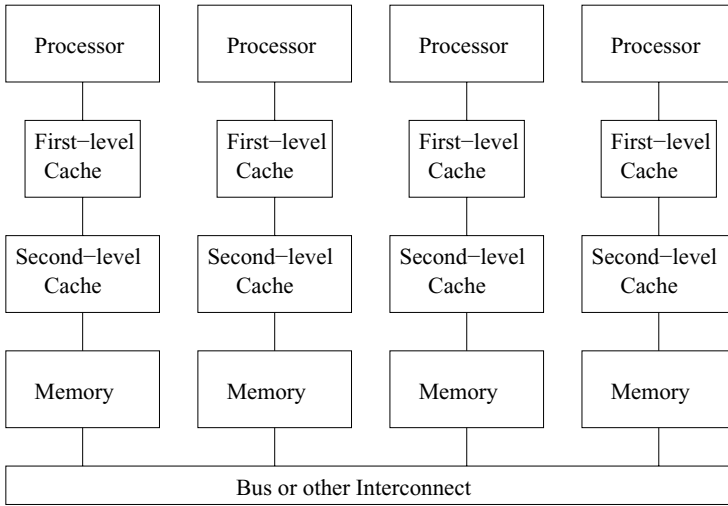 Processor
Processor
Processor
Processor
First−level
Cache
First−level
Cache
First−level
Cache
First−level
Cache
Second−level
Cache
Second−level
Cache
Second−level
Cache
Second−level
Cache
Memory
Memory
Memory
Memory
Bus or other Interconnect